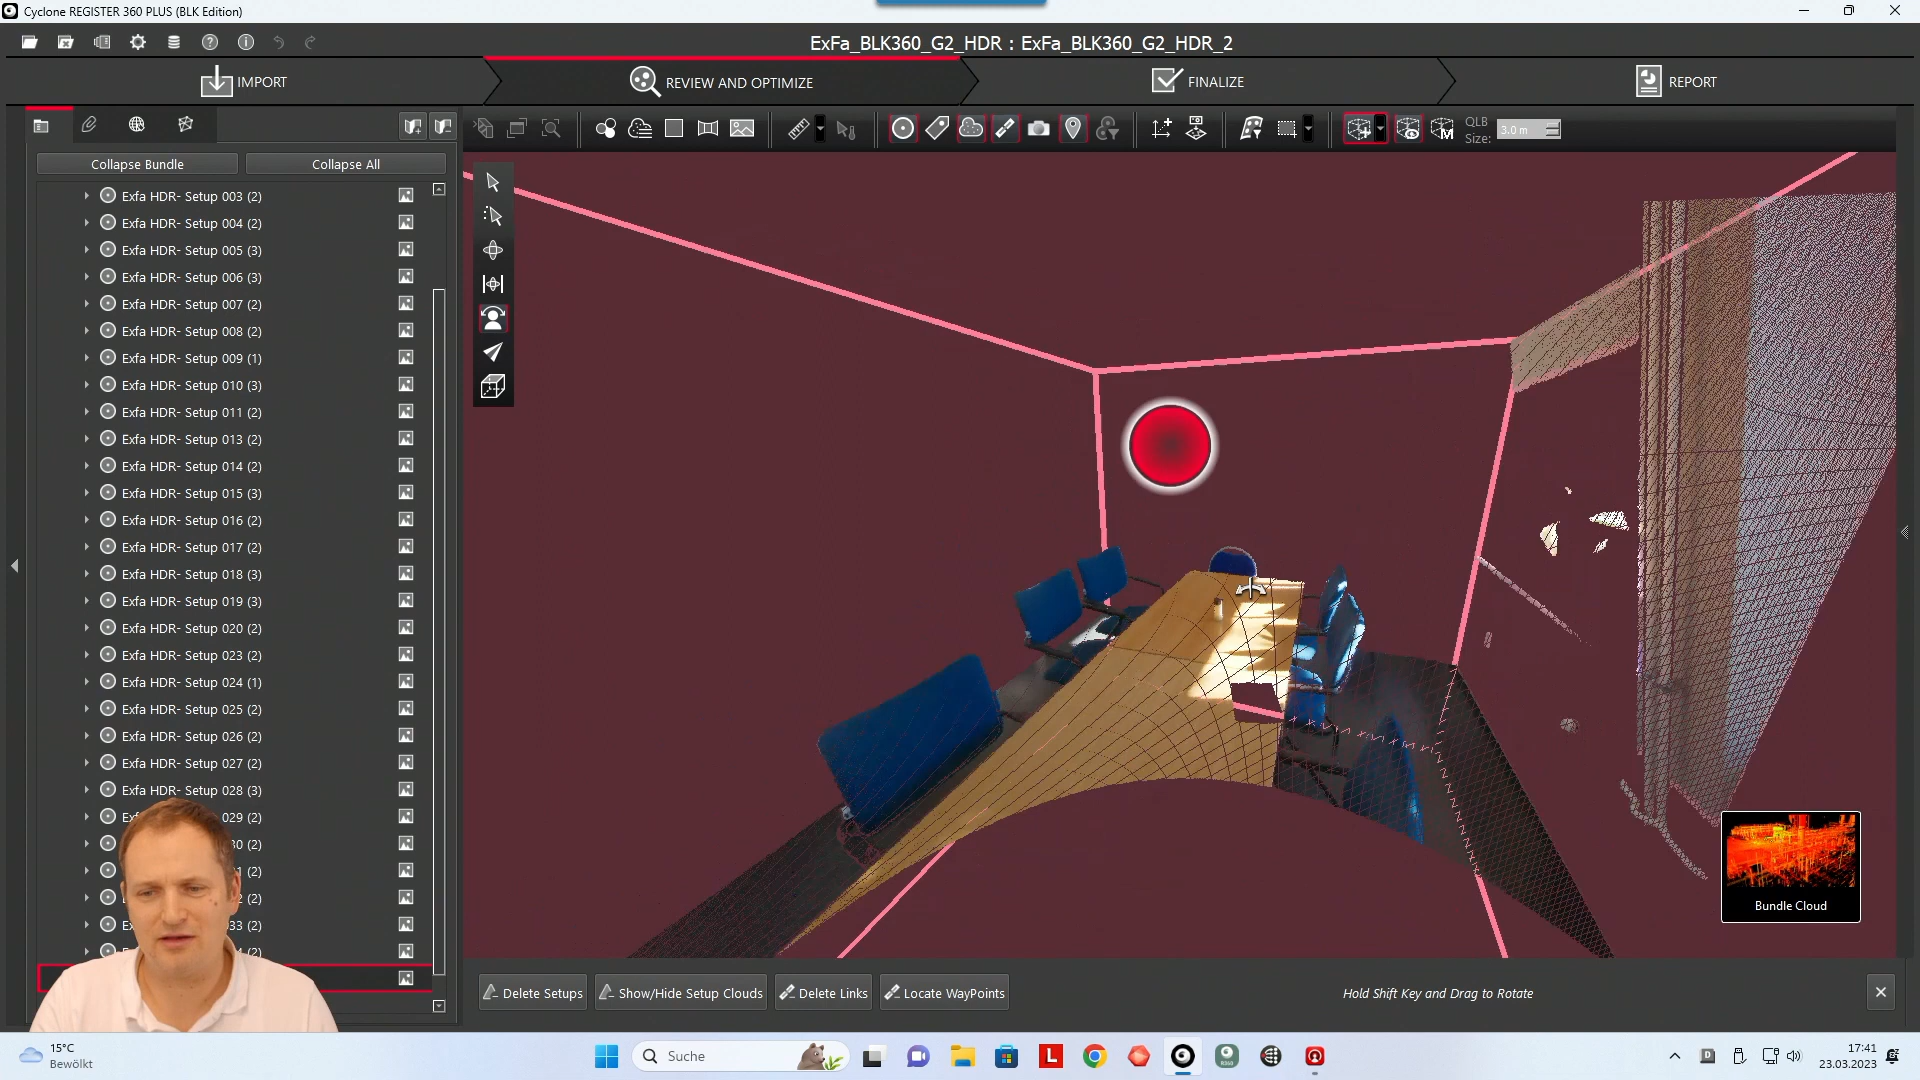 Cyclone REGISTER 360 PLUS (BLK Edition)
ExFa_BLK360_G2_HDR : ExFa_BLK360_G2_HDR_2
IMPORT
REVIEW AND OPTIMIZE
FINALIZE
REPORT
QLB
Size:
3.0 m
Collapse Bundle
Collapse All
Exfa HDR- Setup 003 (2)
Exfa HDR- Setup 004 (2)
Exfa HDR- Setup 005 (3)
Exfa HDR- Setup 006 (3)
Exfa HDR- Setup 007 (2)
Exfa HDR- Setup 008 (2)
Exfa HDR- Setup 009 (1)
Exfa HDR- Setup 010 (3)
Exfa HDR- Setup 011 (2)
Exfa HDR- Setup 013 (2)
Exfa HDR- Setup 014 (2)
Exfa HDR- Setup 015 (3)
Exfa HDR- Setup 016 (2)
Exfa HDR- Setup 017 (2)
Exfa HDR- Setup 018 (3)
Exfa HDR- Setup 019 (3)
Exfa HDR- Setup 020 (2)
Exfa HDR- Setup 023 (2)
Exfa HDR- Setup 024 (1)
Exfa HDR- Setup 025 (2)
Exfa HDR- Setup 026 (2)
Exfa HDR- Setup 027 (2)
Exfa HDR- Setup 028 (3)
029 (2)
30 (2)
(2)
(2)
33 (2)
(2)
Bundle Cloud
Delete Setups
Show/Hide Setup Clouds
Delete Links
Locate WayPoints
Hold Shift Key and Drag to Rotate
15°C
Bewölkt
Suche
17:41
23.03.2023